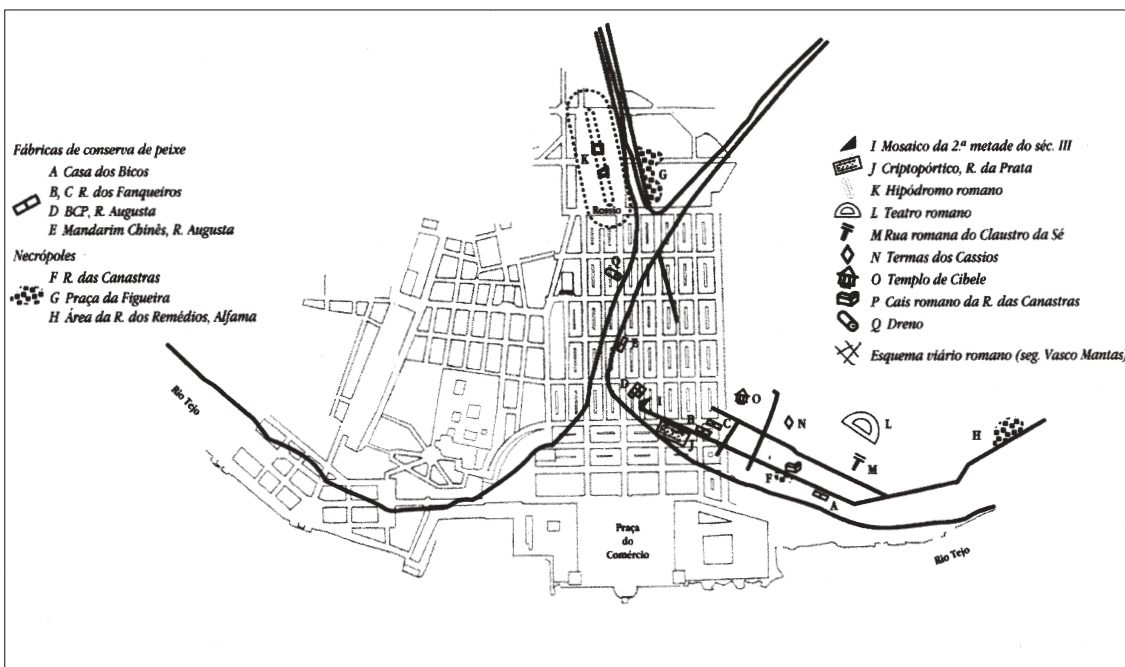 Fábricas de conserva de peixe
A Casa dos Bicos
B, C R. dos Fanqueiros
D BCP, R. Augusta
E Mandarim Chinês, R. Augusta
Necrópoles
F R. das Canastras
G Praça da Figueira
H Área da R. dos Remédios, Alfama
I Mosaico da 2.ª metade do séc. III
J Criptopórtico, R. da Prata
K Hipódromo romano
L Teatro romano
M Rua romana do Claustro da Sé
N Termas dos Cassios
O Templo de Cibele
P Cais romano da R. das Canastras
Q Dreno
Esquema viário romano (seg. Vasco Mantas)
K
G
Rossio
Q
E
D
I
O
B
C
N
L
J
H
M
F
A
Rio Tejo
Praça
do
Comércio
Rio Tejo